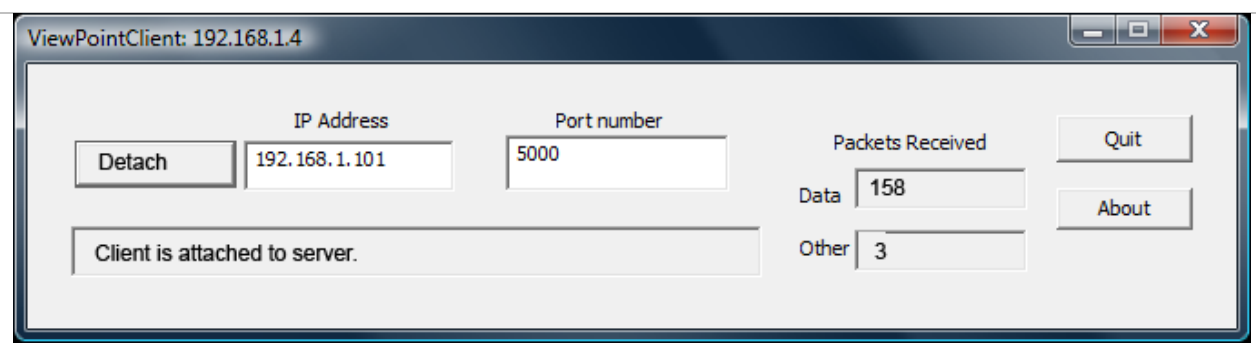 ViewPointClient: 192.168.1.4
IP Address
Port number
Detach
192.168.1.101
5000
Packets Received
Quit
Data
158
About
Client is attached to server.
Other
3